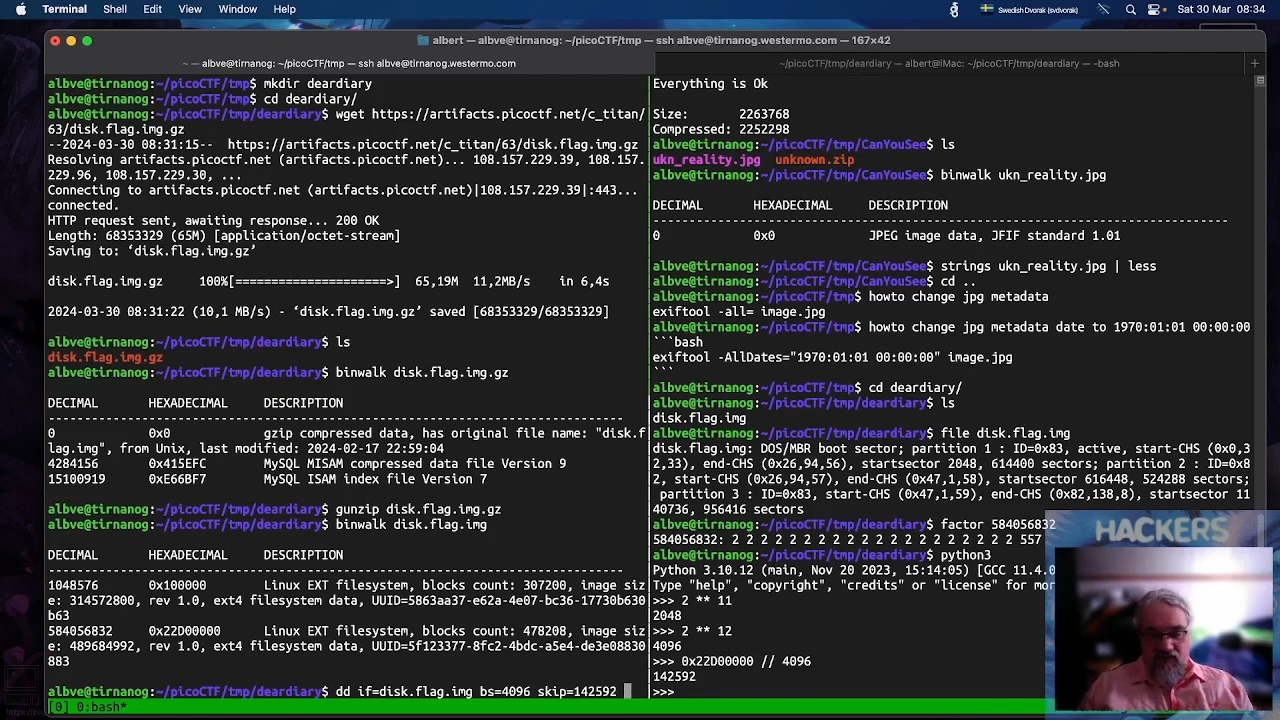 Terminal Shell Edit View Window Help
Swedish Dvorak (svdvorak) Sat 30 Mar 08:34
albert — albve@tirnanog: ~/picoCTF/tmp — ssh albve@tirnanog.westermo.com — 167×42
~ — albve@tirnanog: ~/picoCTF/tmp — ssh albve@tirnanog.westermo.com
~/picoCTF/tmp/deardiary — albert@iMac: ~/picoCTF/tmp/deardiary — -bash
albve@tirnanog:~/picoCTF/tmp$ mkdir deardiary
albve@tirnanog:~/picoCTF/tmp$ cd deardiary/
albve@tirnanog:~/picoCTF/tmp/deardiary$ wget https://artifacts.picoctf.net/c_titan/
63/disk.flag.img.gz
--2024-03-30 08:31:15-- https://artifacts.picoctf.net/c_titan/63/disk.flag.img.gz
Resolving artifacts.picoctf.net (artifacts.picoctf.net)... 108.157.229.39, 108.157.
229.96, 108.157.229.30, ...
Connecting to artifacts.picoctf.net (artifacts.picoctf.net)|108.157.229.39|:443...
connected.
HTTP request sent, awaiting response... 200 OK
Length: 68353329 (65M) [application/octet-stream]
Saving to: ‘disk.flag.img.gz’
disk.flag.img.gz 100%[=====================>] 65,19M 11,2MB/s in 6,4s
2024-03-30 08:31:22 (10,1 MB/s) - ‘disk.flag.img.gz’ saved [68353329/68353329]
albve@tirnanog:~/picoCTF/tmp/deardiary$ ls
disk.flag.img.gz
albve@tirnanog:~/picoCTF/tmp/deardiary$ binwalk disk.flag.img.gz
DECIMAL HEXADECIMAL DESCRIPTION
--------------------------------------------------------------------------------
0 0x0 gzip compressed data, has original file name: "disk.f
lag.img", from Unix, last modified: 2024-02-17 22:59:04
4284156 0x415EFC MySQL MISAM compressed data file Version 9
15100919 0xE66BF7 MySQL ISAM index file Version 7
albve@tirnanog:~/picoCTF/tmp/deardiary$ gunzip disk.flag.img.gz
albve@tirnanog:~/picoCTF/tmp/deardiary$ binwalk disk.flag.img
DECIMAL HEXADECIMAL DESCRIPTION
--------------------------------------------------------------------------------
1048576 0x100000 Linux EXT filesystem, blocks count: 307200, image siz
e: 314572800, rev 1.0, ext4 filesystem data, UUID=5863aa37-e62a-4e07-bc36-17730b630
b63
584056832 0x22D00000 Linux EXT filesystem, blocks count: 478208, image siz
e: 489684992, rev 1.0, ext4 filesystem data, UUID=5f123377-8fc2-4bdc-a5e4-de3e08830
883
albve@tirnanog:~/picoCTF/tmp/deardiary$ dd if=disk.flag.img bs=4096 skip=142592
[0] 0:bash*
Everything is Ok
Size: 2263768
Compressed: 2252298
albve@tirnanog:~/picoCTF/tmp/CanYouSee$ ls
ukn_reality.jpg unknown.zip
albve@tirnanog:~/picoCTF/tmp/CanYouSee$ binwalk ukn_reality.jpg
DECIMAL HEXADECIMAL DESCRIPTION
--------------------------------------------------------------------------------
0 0x0 JPEG image data, JFIF standard 1.01
albve@tirnanog:~/picoCTF/tmp/CanYouSee$ strings ukn_reality.jpg | less
albve@tirnanog:~/picoCTF/tmp/CanYouSee$ cd ..
albve@tirnanog:~/picoCTF/tmp$ howto change jpg metadata
exiftool -all= image.jpg
albve@tirnanog:~/picoCTF/tmp$ howto change jpg metadata date to 1970:01:01 00:00:00
```bash
exiftool -AllDates="1970:01:01 00:00:00" image.jpg
```
albve@tirnanog:~/picoCTF/tmp$ cd deardiary/
albve@tirnanog:~/picoCTF/tmp/deardiary$ ls
disk.flag.img
albve@tirnanog:~/picoCTF/tmp/deardiary$ file disk.flag.img
disk.flag.img: DOS/MBR boot sector; partition 1 : ID=0x83, active, start-CHS (0x0,3
2,33), end-CHS (0x26,94,56), startsector 2048, 614400 sectors; partition 2 : ID=0x8
2, start-CHS (0x26,94,57), end-CHS (0x47,1,58), startsector 616448, 524288 sectors;
partition 3 : ID=0x83, start-CHS (0x47,1,59), end-CHS (0x82,138,8), startsector 11
40736, 956416 sectors
albve@tirnanog:~/picoCTF/tmp/deardiary$ factor 584056832
584056832: 2 2 2 2 2 2 2 2 2 2 2 2 2 2 2 2 2 2 2 2 557
albve@tirnanog:~/picoCTF/tmp/deardiary$ python3
Python 3.10.12 (main, Nov 20 2023, 15:14:05) [GCC 11.4.0
Type "help", "copyright", "credits" or "license" for mor
>>> 2 ** 11
2048
>>> 2 ** 12
4096
>>> 0x22D00000 // 4096
142592
>>>
HACKERS